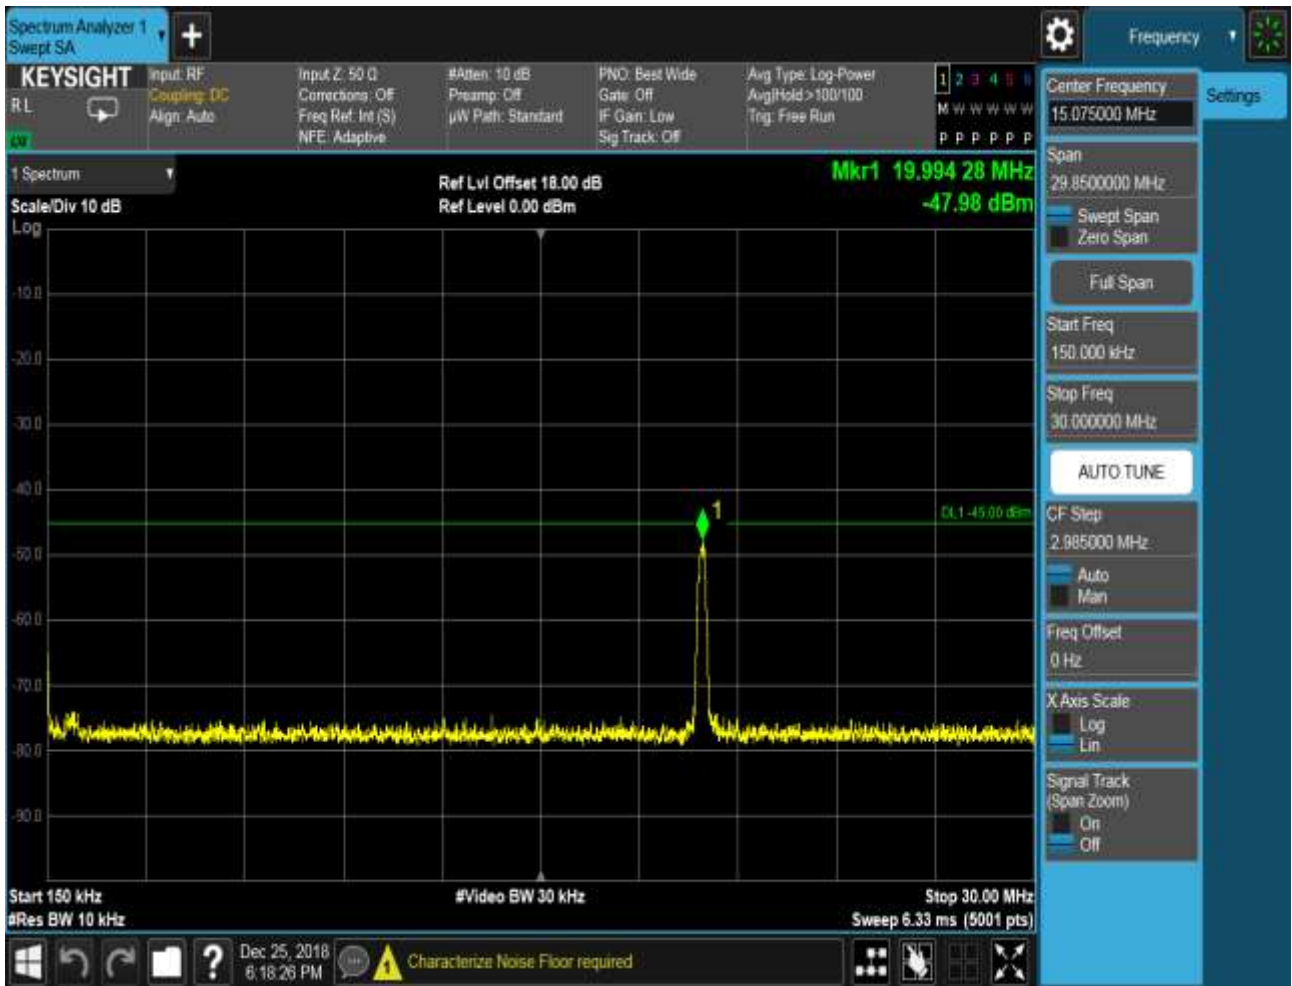 Spectrum Analyzer 1
Swept SA
+
Frequency
KEYSIGHT
RL
Input: RF
Coupling: DC
Align: Auto
Input Z: 50 Ω
Corrections: Off
Freq Ref: Int (S)
NFE: Adaptive
#Atten: 10 dB
Preamp: Off
µW Path: Standard
PNO: Best Wide
Gate: Off
IF Gain: Low
Sig Track: Off
Avg Type: Log-Power
Avg|Hold:>100/100
Trig: Free Run
1 2 3 4 5 6
M W W W W W
P P P P P P
1 Spectrum
Scale/Div 10 dB
Log
Ref Lvl Offset 18.00 dB
Ref Level 0.00 dBm
Mkr1 19.994 28 MHz
-47.98 dBm
-10.0
-20.0
-30.0
-40.0
-50.0
-60.0
-70.0
-80.0
-90.0
1
DL1 -45.00 dBm
Start 150 kHz
#Res BW 10 kHz
#Video BW 30 kHz
Stop 30.00 MHz
Sweep 6.33 ms (5001 pts)
Center Frequency
15.075000 MHz
Settings
Span
29.8500000 MHz
Swept Span
Zero Span
Full Span
Start Freq
150.000 kHz
Stop Freq
30.000000 MHz
AUTO TUNE
CF Step
2.985000 MHz
Auto
Man
Freq Offset
0 Hz
X Axis Scale
Log
Lin
Signal Track
(Span Zoom)
On
Off
?
Dec 25, 2018
6:18:26 PM
1
Characterize Noise Floor required